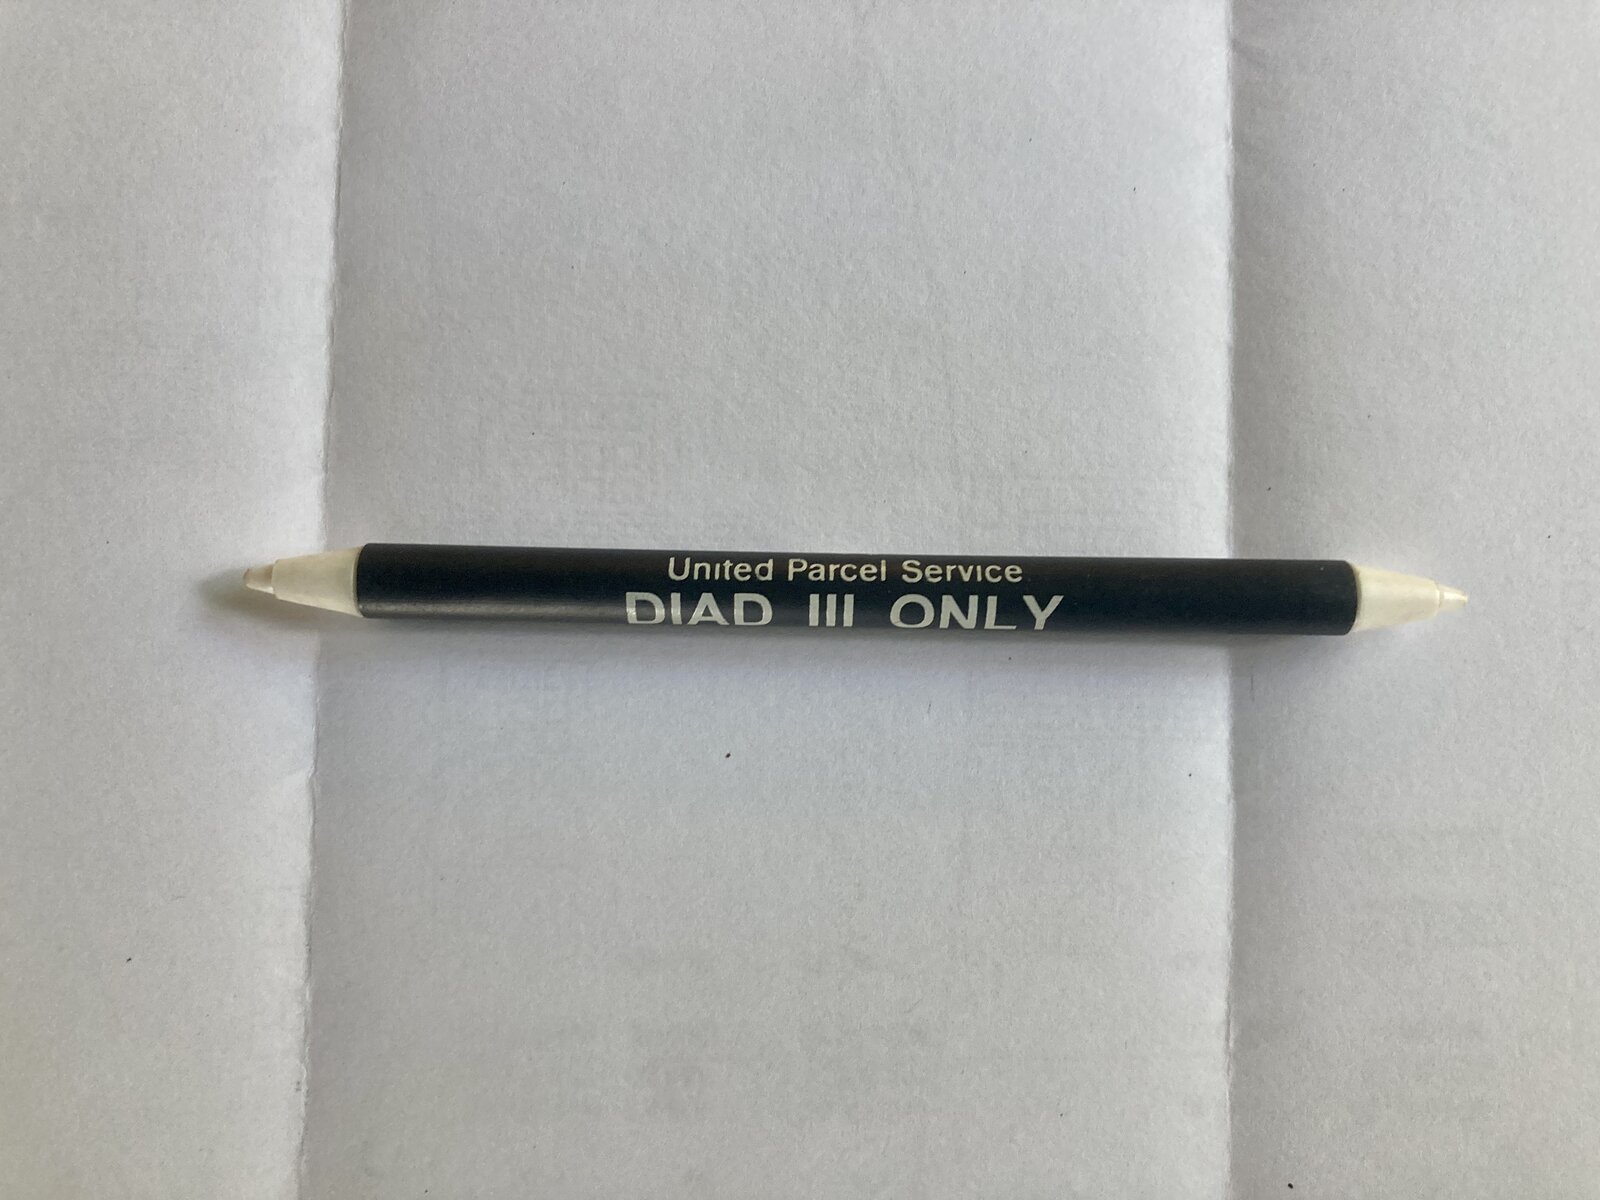 United Parcel Service
DIAD III ONLY